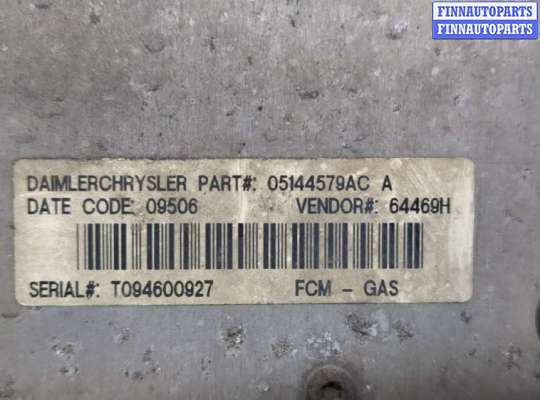 FINNAUTOPARTS
FINNAUTOPARTS
DAIMLERCHRYSLER PART#: 05144579AC A
DATE CODE: 09506 VENDOR#: 64469H
SERIAL#: T094600927 FCM - GAS